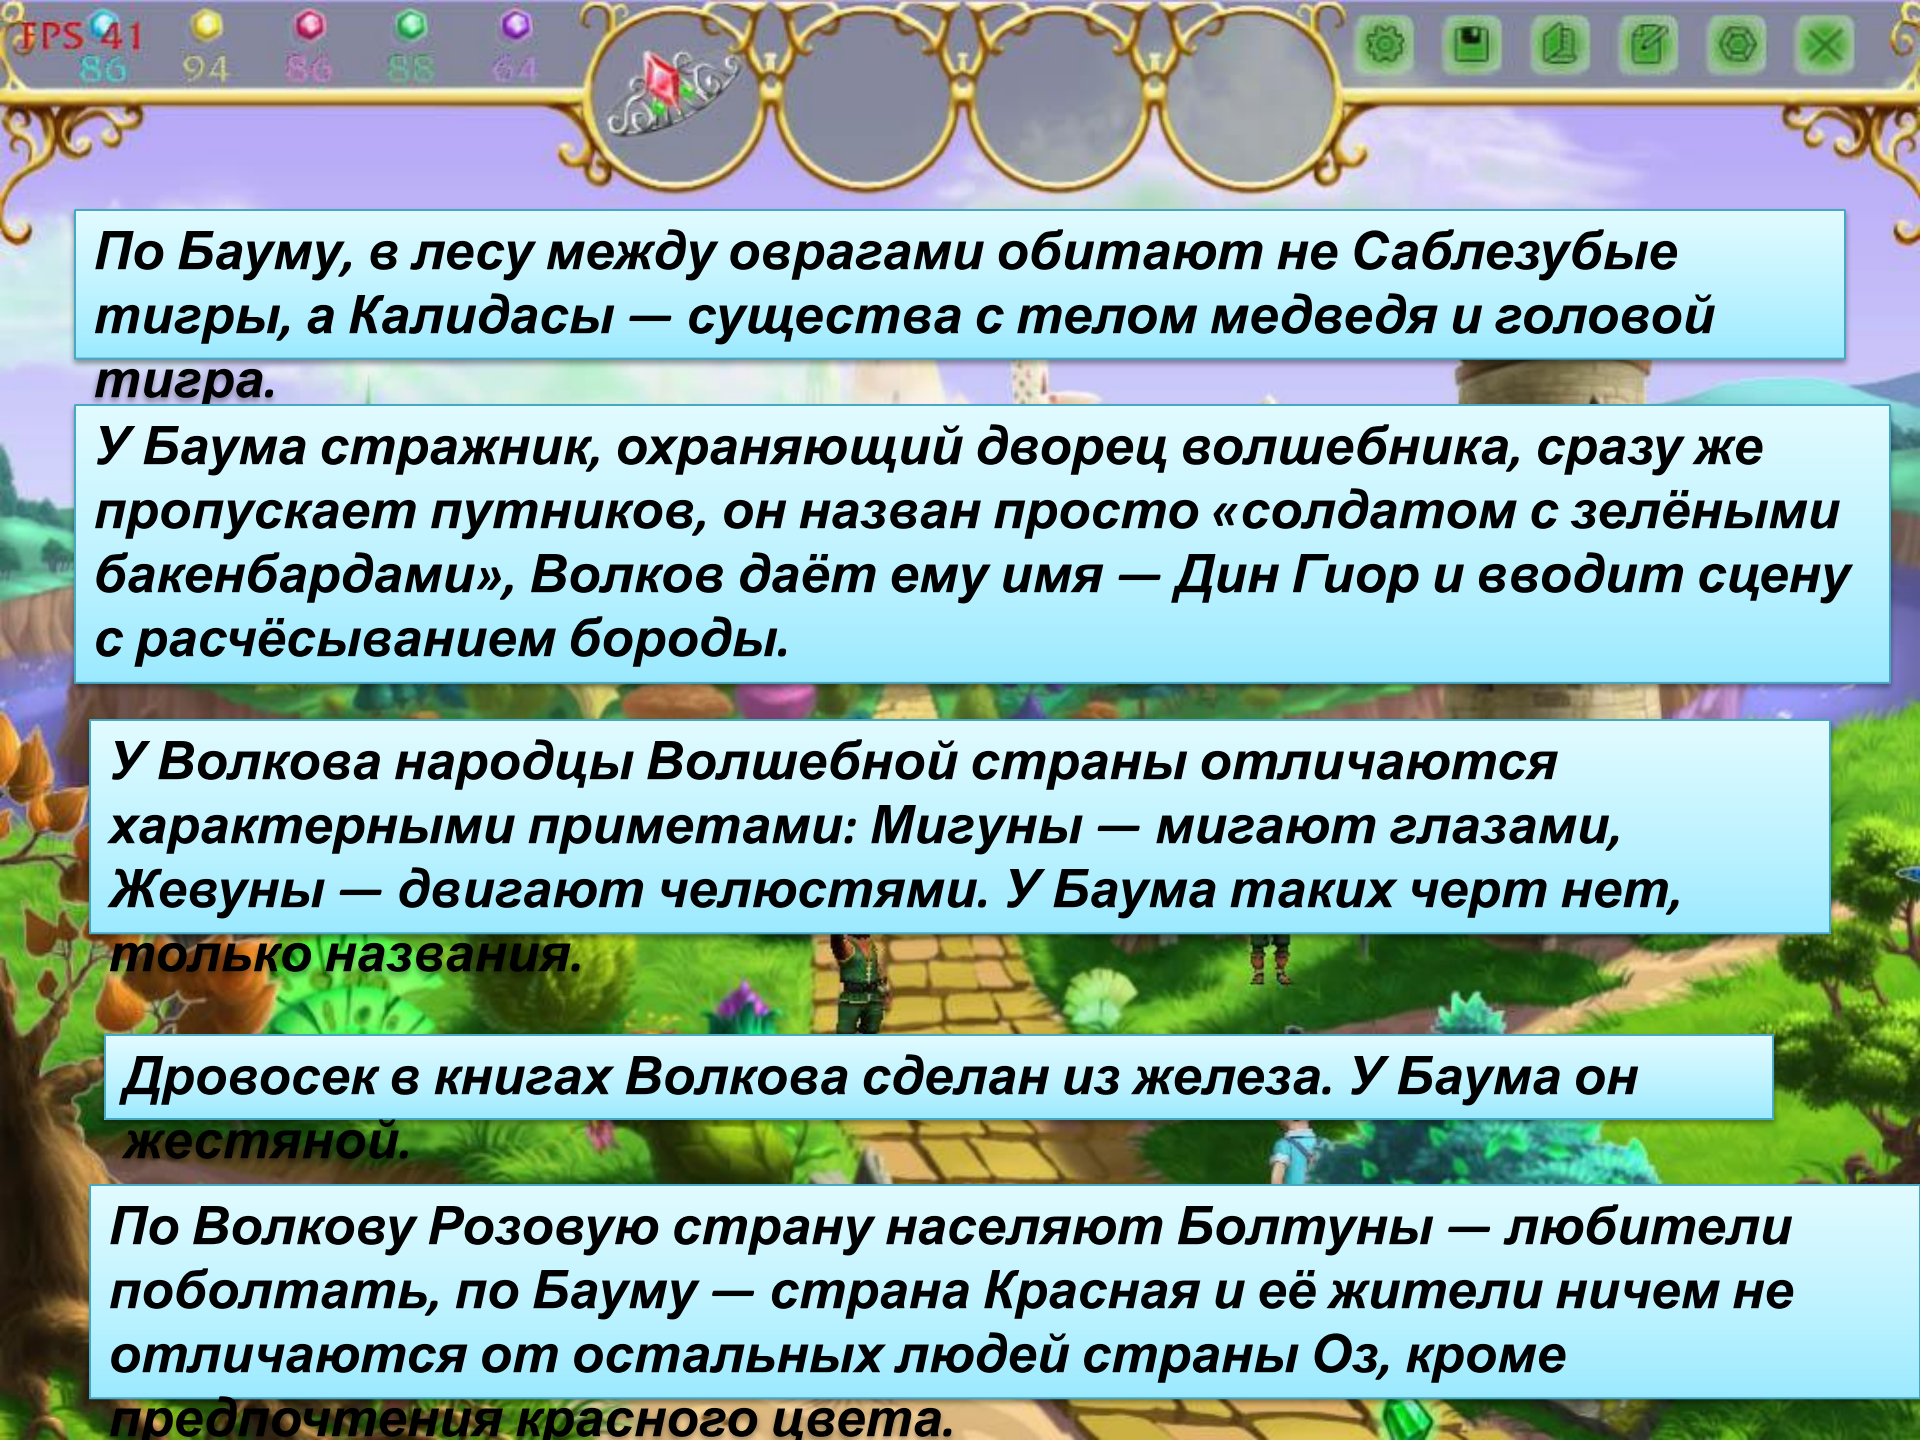 FPS 41
86 94 86 88 64
По Бауму, в лесу между оврагами обитают не Саблезубые
тигры, а Калидасы — существа с телом медведя и головой
тигра.
У Баума стражник, охраняющий дворец волшебника, сразу же
пропускает путников, он назван просто «солдатом с зелёными
бакенбардами», Волков даёт ему имя — Дин Гиор и вводит сцену
с расчёсыванием бороды.
У Волкова народцы Волшебной страны отличаются
характерными приметами: Мигуны — мигают глазами,
Жевуны — двигают челюстями. У Баума таких черт нет,
только названия.
Дровосек в книгах Волкова сделан из железа. У Баума он
жестяной.
По Волкову Розовую страну населяют Болтуны — любители
поболтать, по Бауму — страна Красная и её жители ничем не
отличаются от остальных людей страны Оз, кроме
предпочтения красного цвета.